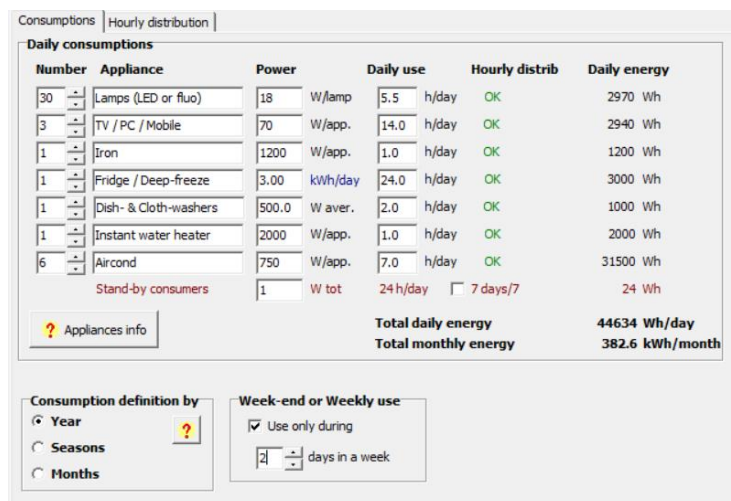 Consumptions Hourly distribution
Daily consumptions
Number Appliance Power Daily use Hourly distrib Daily energy
30 Lamps (LED or fluo) 18 W/lamp 5.5 h/day OK 2970 Wh
3 TV / PC / Mobile 70 W/app. 14.0 h/day OK 2940 Wh
1 Iron 1200 W/app. 1.0 h/day OK 1200 Wh
1 Fridge / Deep-freeze 3.00 kWh/day 24.0 h/day OK 3000 Wh
1 Dish- & Cloth-washers 500.0 W aver. 2.0 h/day OK 1000 Wh
1 Instant water heater 2000 W/app. 1.0 h/day OK 2000 Wh
6 Aircond 750 W/app. 7.0 h/day OK 31500 Wh
Stand-by consumers 1 W tot 24 h/day 7 days/7 24 Wh
? Appliances info
Total daily energy 44634 Wh/day
Total monthly energy 382.6 kWh/month
Consumption definition by
Year
?
Seasons
Months
Week-end or Weekly use
Use only during
2 days in a week